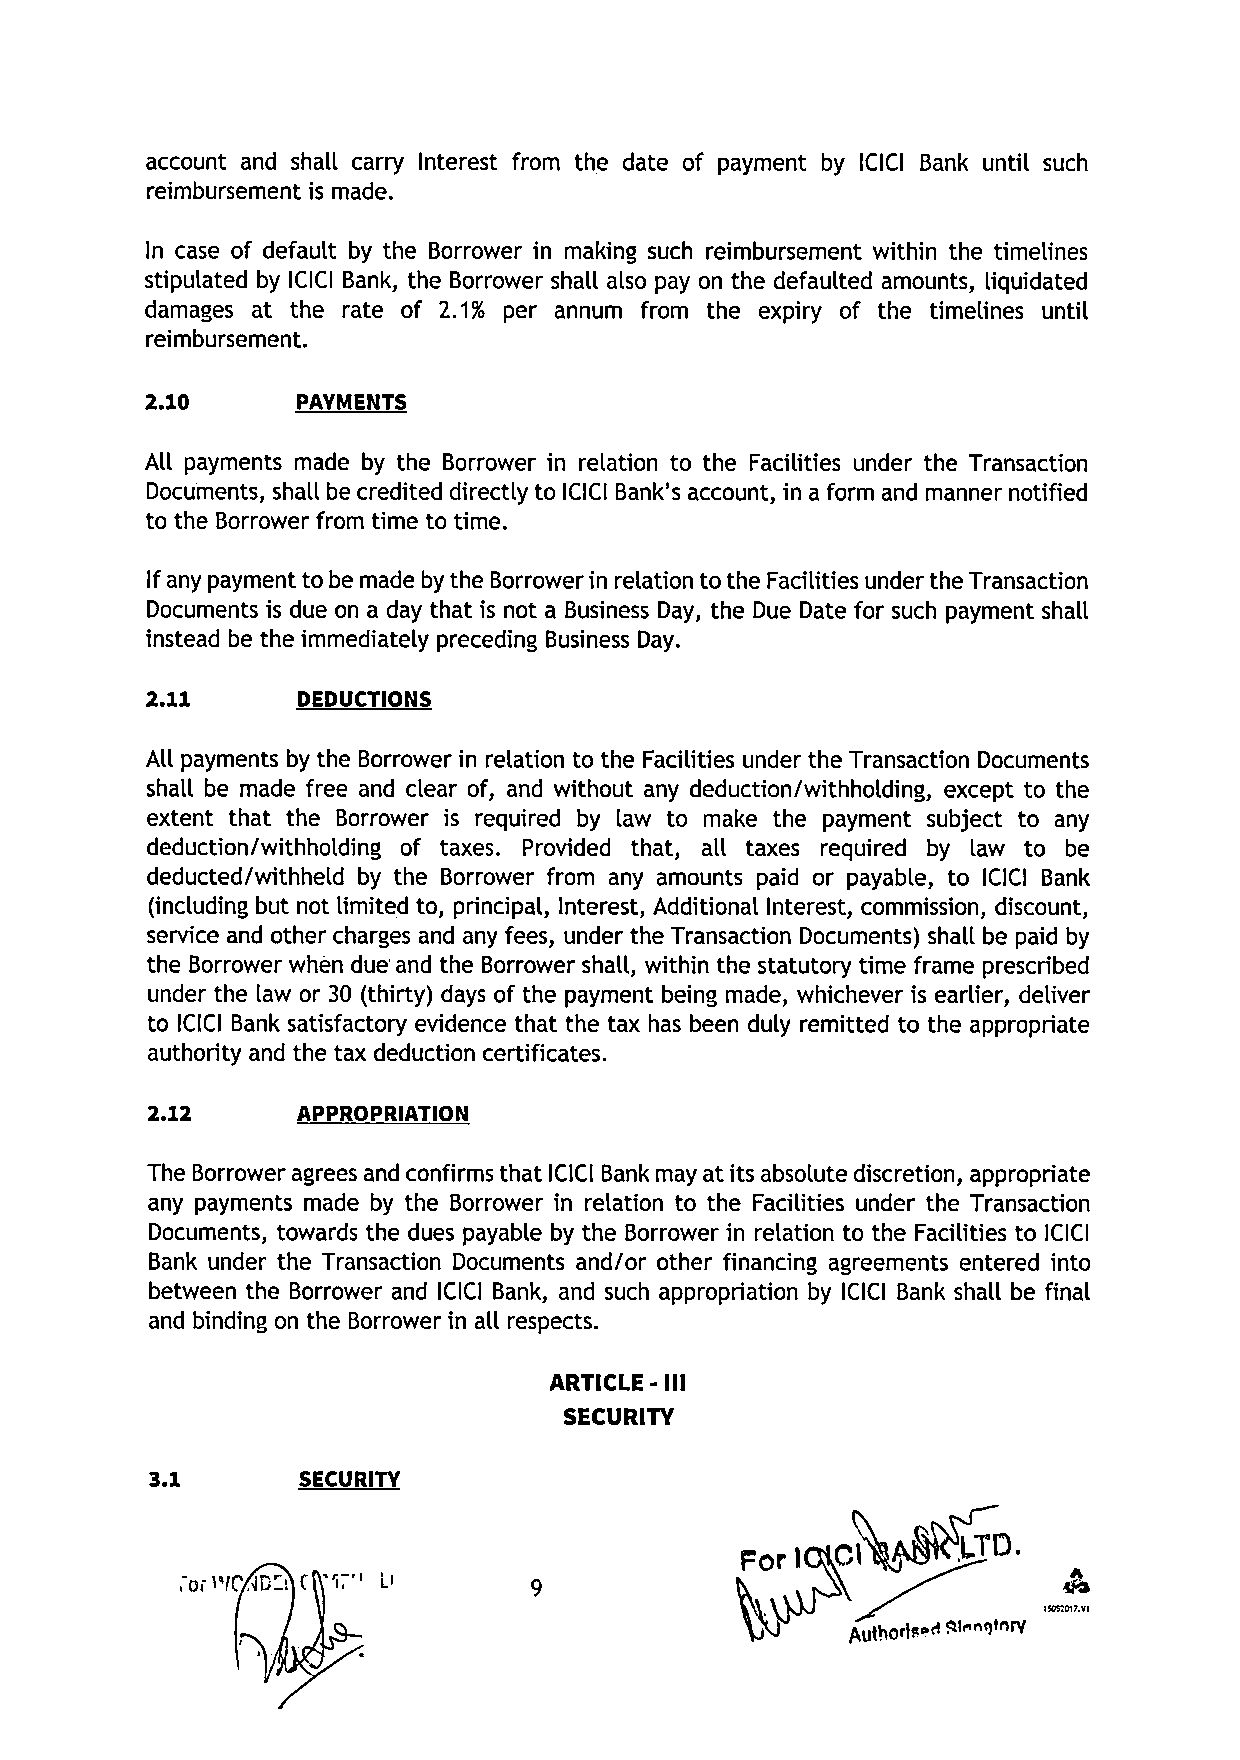 account and shall carry Interest from the date of payment by ICICI Bank until such
reimbursement is made.
In case of default by the Borrower in making such reimbursement within the timelines
stipulated by ICICI Bank, the Borrower shall also pay on the defaulted amounts, liquidated
damages at the rate of 2.1% per annum from the expiry of the timelines until
reimbursement.
2.10 PAYMENTS
All payments made by the Borrower in relation to the Facilities under the Transaction
Documents, shall be credited directly to ICICI Bank's account, in a form and manner notified
to the Borrower from time to time.
If any payment to be made by the Borrower in relation to the Facilities under the Transaction
Documents is due on a day that is not a Business Day, the Due Date for such payment shall
instead be the immediately preceding Business Day.
2.11 DEDUCTIONS
All payments by the Borrower in relation to the Facilities under the Transaction Documents
shall be made free and clear of, and without any deduction/withholding, except to the
extent that the Borrower is required by law to make the payment subject to any
deduction/withholding of taxes. Provided that, all taxes required by law to be
deducted/withheld by the Borrower from any amounts paid or payable, to ICICI Bank
(including but not limited to, principal, Interest, Additional Interest, commission, discount,
service and other charges and any fees, under the Transaction Documents) shall be paid by
the Borrower when due and the Borrower shall, within the statutory time frame prescribed
under the law or 30 (thirty) days of the payment being made, whichever is earlier, deliver
to ICICI Bank satisfactory evidence that the tax has been duly remitted to the appropriate
authority and the tax deduction certificates.
2.12 APPROPRIATION
The Borrower agrees and confirms that ICICI Bank may at its absolute discretion, appropriate
any payments made by the Borrower in relation to the Facilities under the Transaction
Documents, towards the dues payable by the Borrower in relation to the Facilities to ICICI
Bank under the Transaction Documents and/or other financing agreements entered into
between the Borrower and ICICI Bank, and such appropriation by ICICI Bank shall be final
and binding on the Borrower in all respects.
ARTICLE - III
SECURITY
3.1 SECURITY
For ICICI BANK LTD.
For
9
15052017.V1
Authorised Signatory